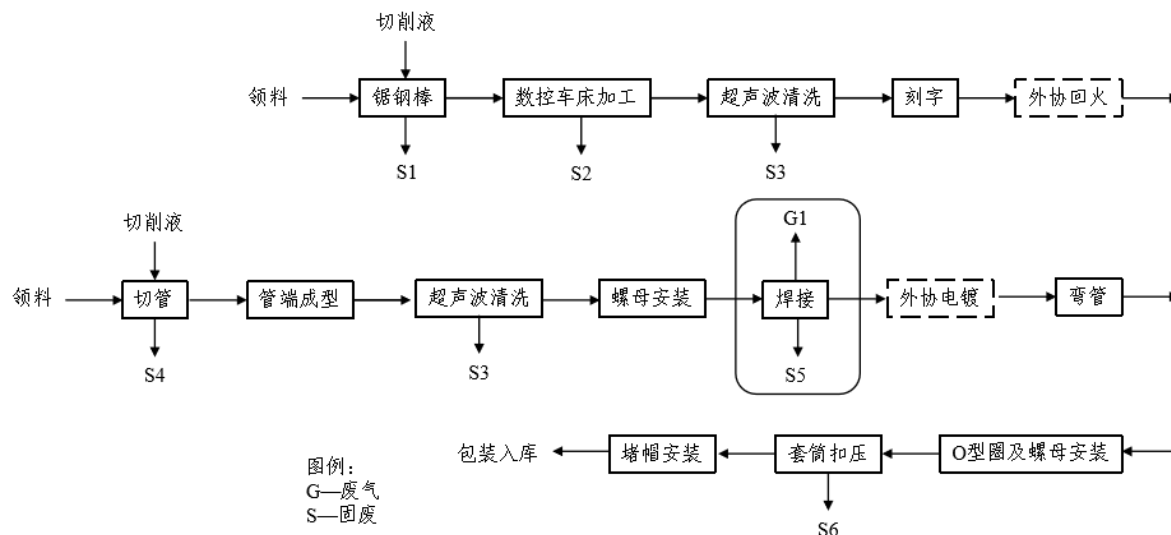 切削液
领料
锯钢棒
数控车床加工
超声波清洗
刻字
外协回火
S1
S2
S3
切削液
G1
领料
切管
管端成型
超声波清洗
螺母安装
焊接
外协电镀
弯管
S4
S3
S5
包装入库
堵帽安装
套筒扣压
O型圈及螺母安装
图例：
G—废气
S—固废
S6